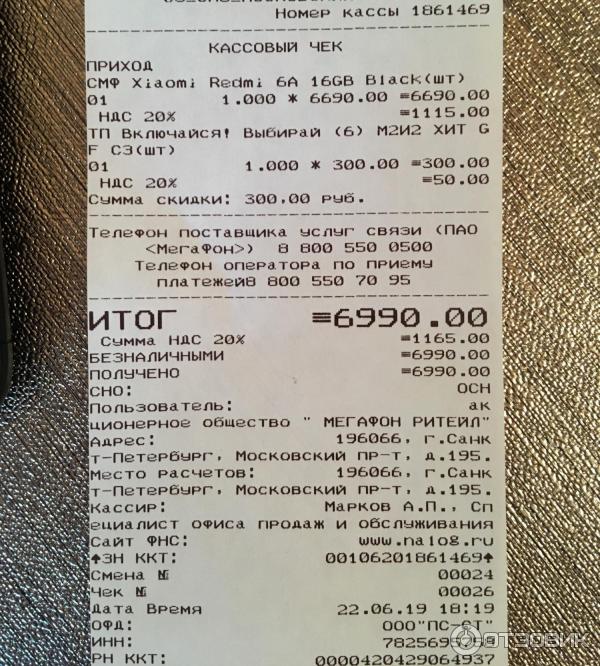 Номер кассы 1861469
КАССОВЫЙ ЧЕК
ПРИХОД
СМФ Xiaomi Redmi 6A 16GB Black(шт)
01 1.000 * 6690.00 ≡6690.00
НДС 20% ≡1115.00
ТП Включайся! Выбирай (6) М2И2 ХИТ G
F СЗ(шт)
01 1.000 * 300.00 ≡300.00
НДС 20% ≡50.00
Сумма скидки: 300,00 руб.
Телефон поставщика услуг связи (ПАО
<МегаФон>) 8 800 550 0500
Телефон оператора по приему
платежей8 800 550 70 95
ИТОГ ≡6990.00
Сумма НДС 20% ≡1165.00
БЕЗНАЛИЧНЫМИ ≡6990.00
ПОЛУЧЕНО ≡6990.00
СНО: ОСН
Пользователь: ак
ционерное общество " МЕГАФОН РИТЕЙЛ"
Адрес: 196066, г.Санк
т-Петербург, Московский пр-т, д.195.
Место расчетов: 196066, г.Санк
т-Петербург, Московский пр-т, д.195.
Кассир: Марков А.П., Сп
ециалист офиса продаж и обслуживания
Сайт ФНС: www.nalog.ru
↑ЗН ККТ: 00106201861469↑
Смена № 00024
Чек № 00026
Дата Время 22.06.19 18:19
ОФД: ООО"ПС-СТ"
ИНН:
РН ККТ: 0000420429064937